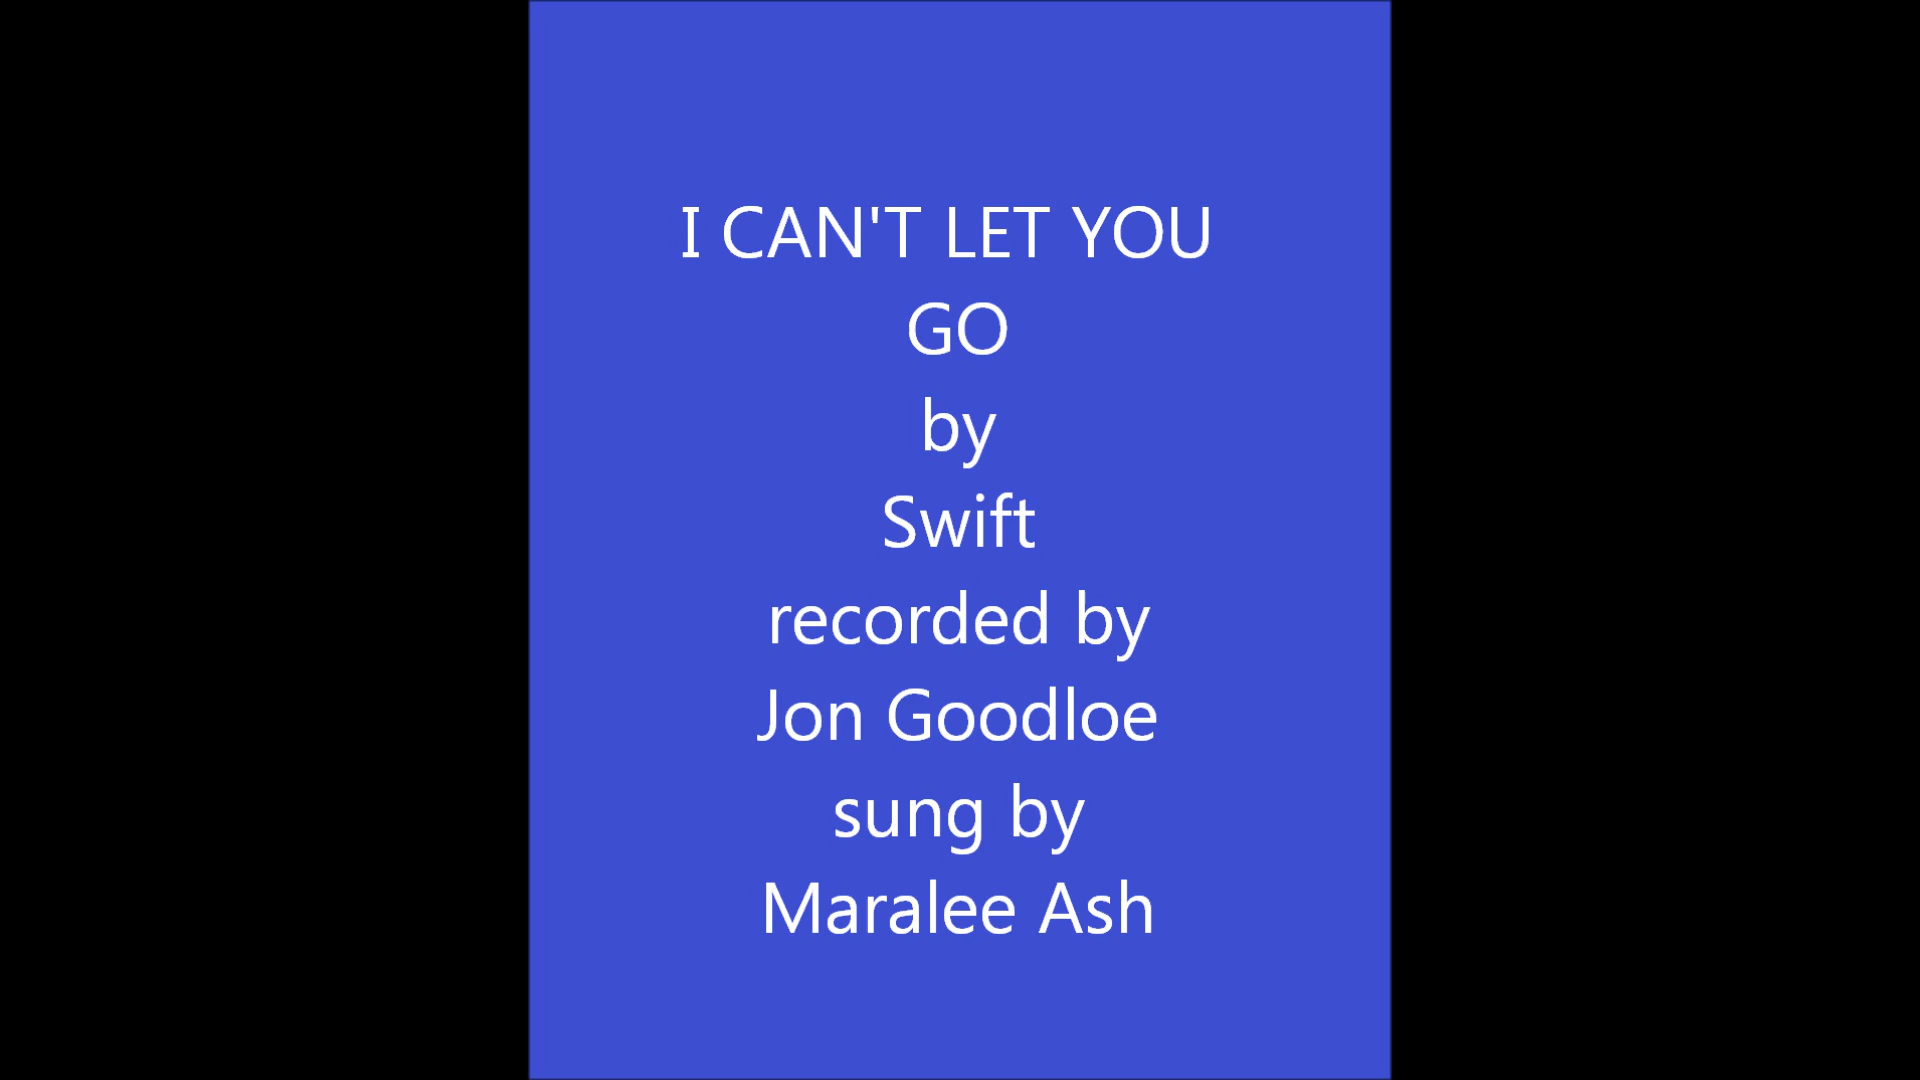 I CAN'T LET YOU
GO
by
Swift
recorded by
Jon Goodloe
sung by
Maralee Ash